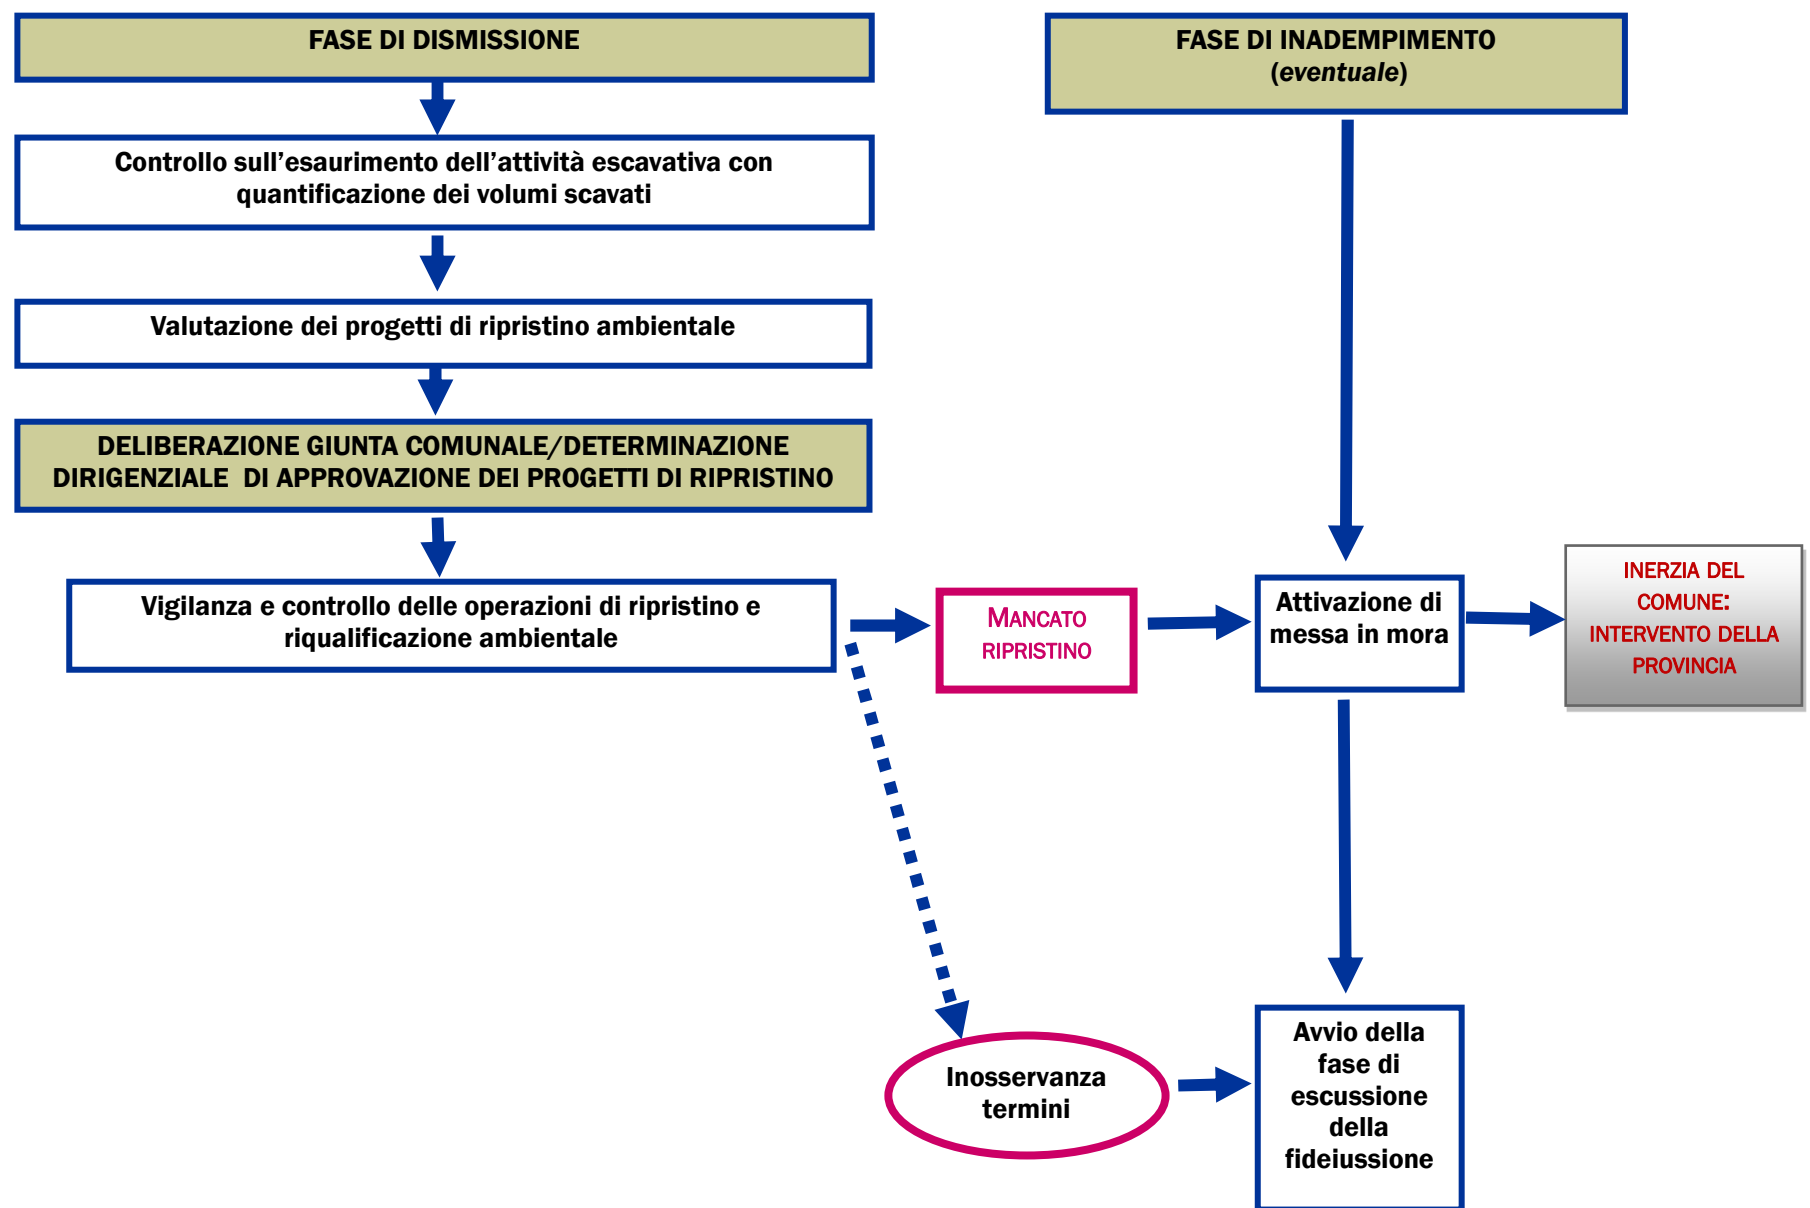 FASE DI DISMISSIONE
Controllo sull’esaurimento dell’attività escavativa con
quantificazione dei volumi scavati
Valutazione dei progetti di ripristino ambientale
DELIBERAZIONE GIUNTA COMUNALE/DETERMINAZIONE
DIRIGENZIALE  DI APPROVAZIONE DEI PROGETTI DI RIPRISTINO
Vigilanza e controllo delle operazioni di ripristino e
riqualificazione ambientale
MANCATO
RIPRISTINO
Inosservanza
termini
FASE DI INADEMPIMENTO
(eventuale)
Attivazione di
messa in mora
INERZIA DEL
COMUNE:
INTERVENTO DELLA
PROVINCIA
Avvio della
fase di
escussione
della
fideiussione